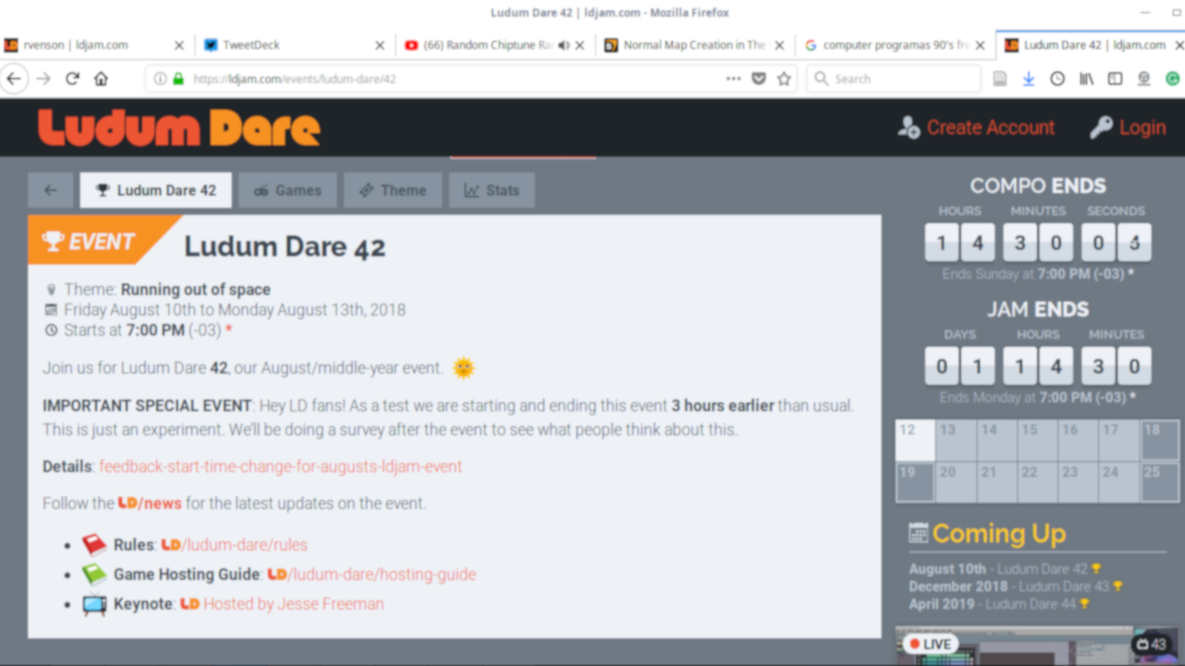 Ludum Dare 42 | ldjam.com - Mozilla Firefox
rvenson | ldjam.com
TweetDeck
(66) Random Chiptune Ra
Normal Map Creation in The
computer programas 90's fre
Ludum Dare 42 | ldjam.com
https://ldjam.com/events/ludum-dare/42
Search
Ludum Dare
Create Account
Login
Ludum Dare 42
Games
Theme
Stats
EVENT
Ludum Dare 42
Theme: Running out of space
Friday August 10th to Monday August 13th, 2018
Starts at 7:00 PM (-03) *
Join us for Ludum Dare 42, our August/middle-year event.
IMPORTANT SPECIAL EVENT: Hey LD fans! As a test we are starting and ending this event 3 hours earlier than usual.
This is just an experiment. We'll be doing a survey after the event to see what people think about this.
Details: feedback-start-time-change-for-augusts-ldjam-event
Follow the LD/news for the latest updates on the event.
• Rules: LD/ludum-dare/rules
• Game Hosting Guide: LD/ludum-dare/hosting-guide
• Keynote: LD Hosted by Jesse Freeman
COMPO ENDS
HOURS MINUTES SECONDS
1 4 3 0 0
Ends Sunday at 7:00 PM (-03) *
JAM ENDS
DAYS HOURS MINUTES
0 1 1 4 3 0
Ends Monday at 7:00 PM (-03) *
12 13 14 15 16 17 18
19 20 21 22 23 24 25
Coming Up
August 10th - Ludum Dare 42
December 2018 - Ludum Dare 43
April 2019 - Ludum Dare 44
LIVE
43